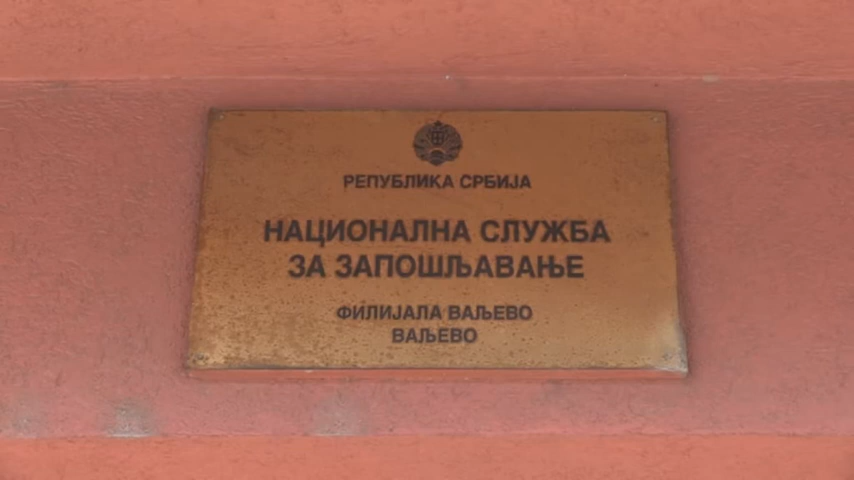 РЕПУБЛИКА СРБИЈА
НАЦИОНАЛНА СЛУЖБА
ЗА ЗАПОШЉАВАЊЕ
ФИЛИЈАЛА ВАЉЕВО
ВАЉЕВО